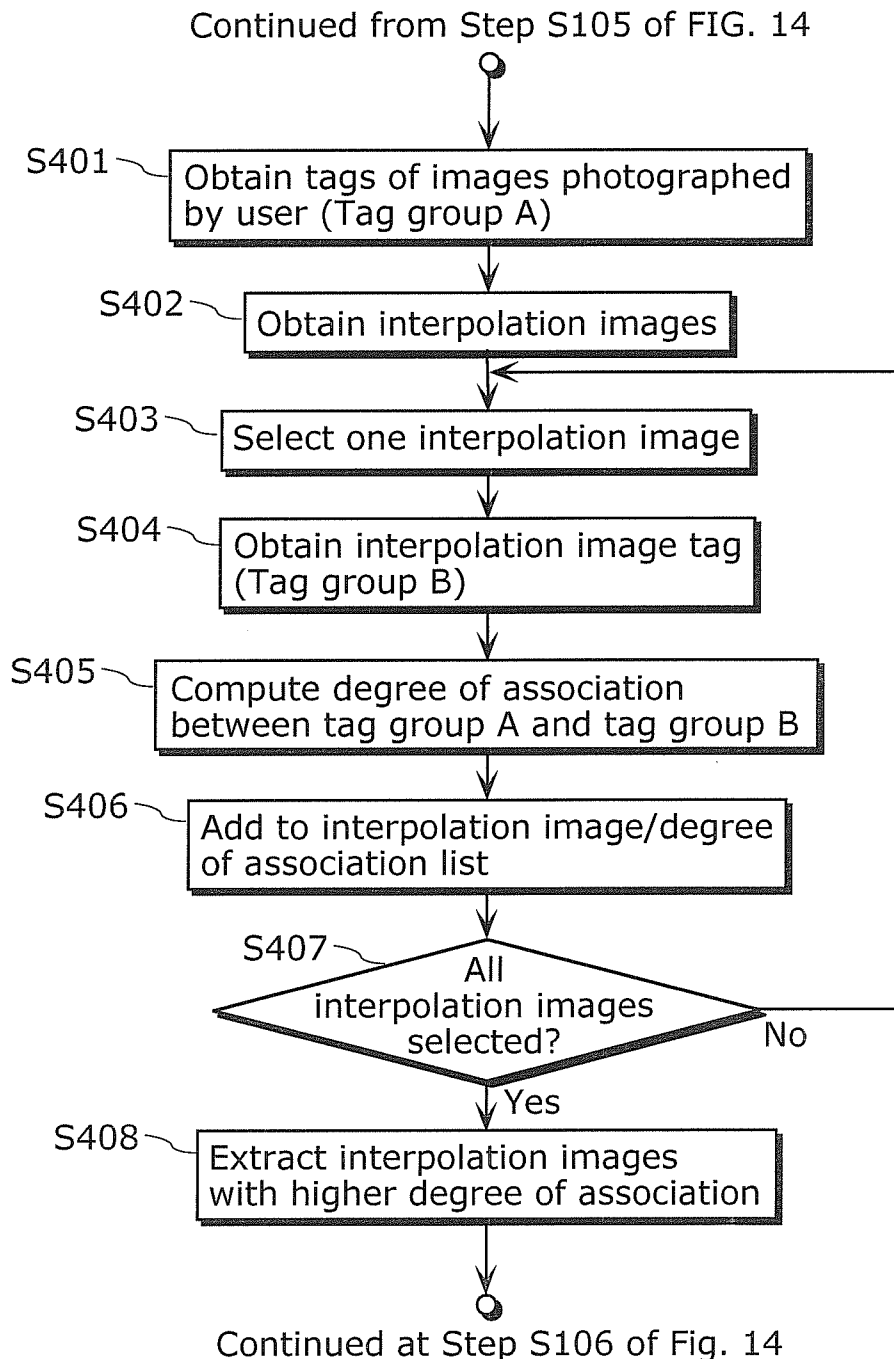 Continued from Step S105 of FIG. 14
S401
Obtain tags of images photographed
by user (Tag group A)
S402
Obtain interpolation images
S403
Select one interpolation image
S404
Obtain interpolation image tag
(Tag group B)
S405
Compute degree of association
between tag group A and tag group B
S406
Add to interpolation image/degree
of association list
S407
All
interpolation images
selected?
No
Yes
S408
Extract interpolation images
with higher degree of association
Continued at Step S106 of Fig. 14